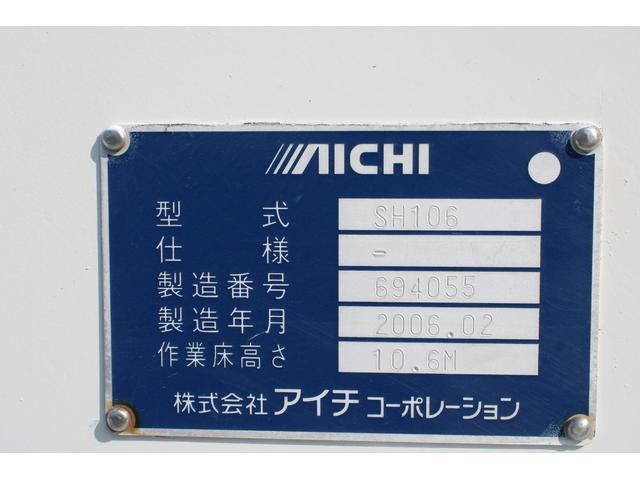 AICHI
型式 SH106
仕様 -
製造番号 694055
製造年月 2006.02
作業床高さ 10.6M
株式会社 アイチ コーポレーション